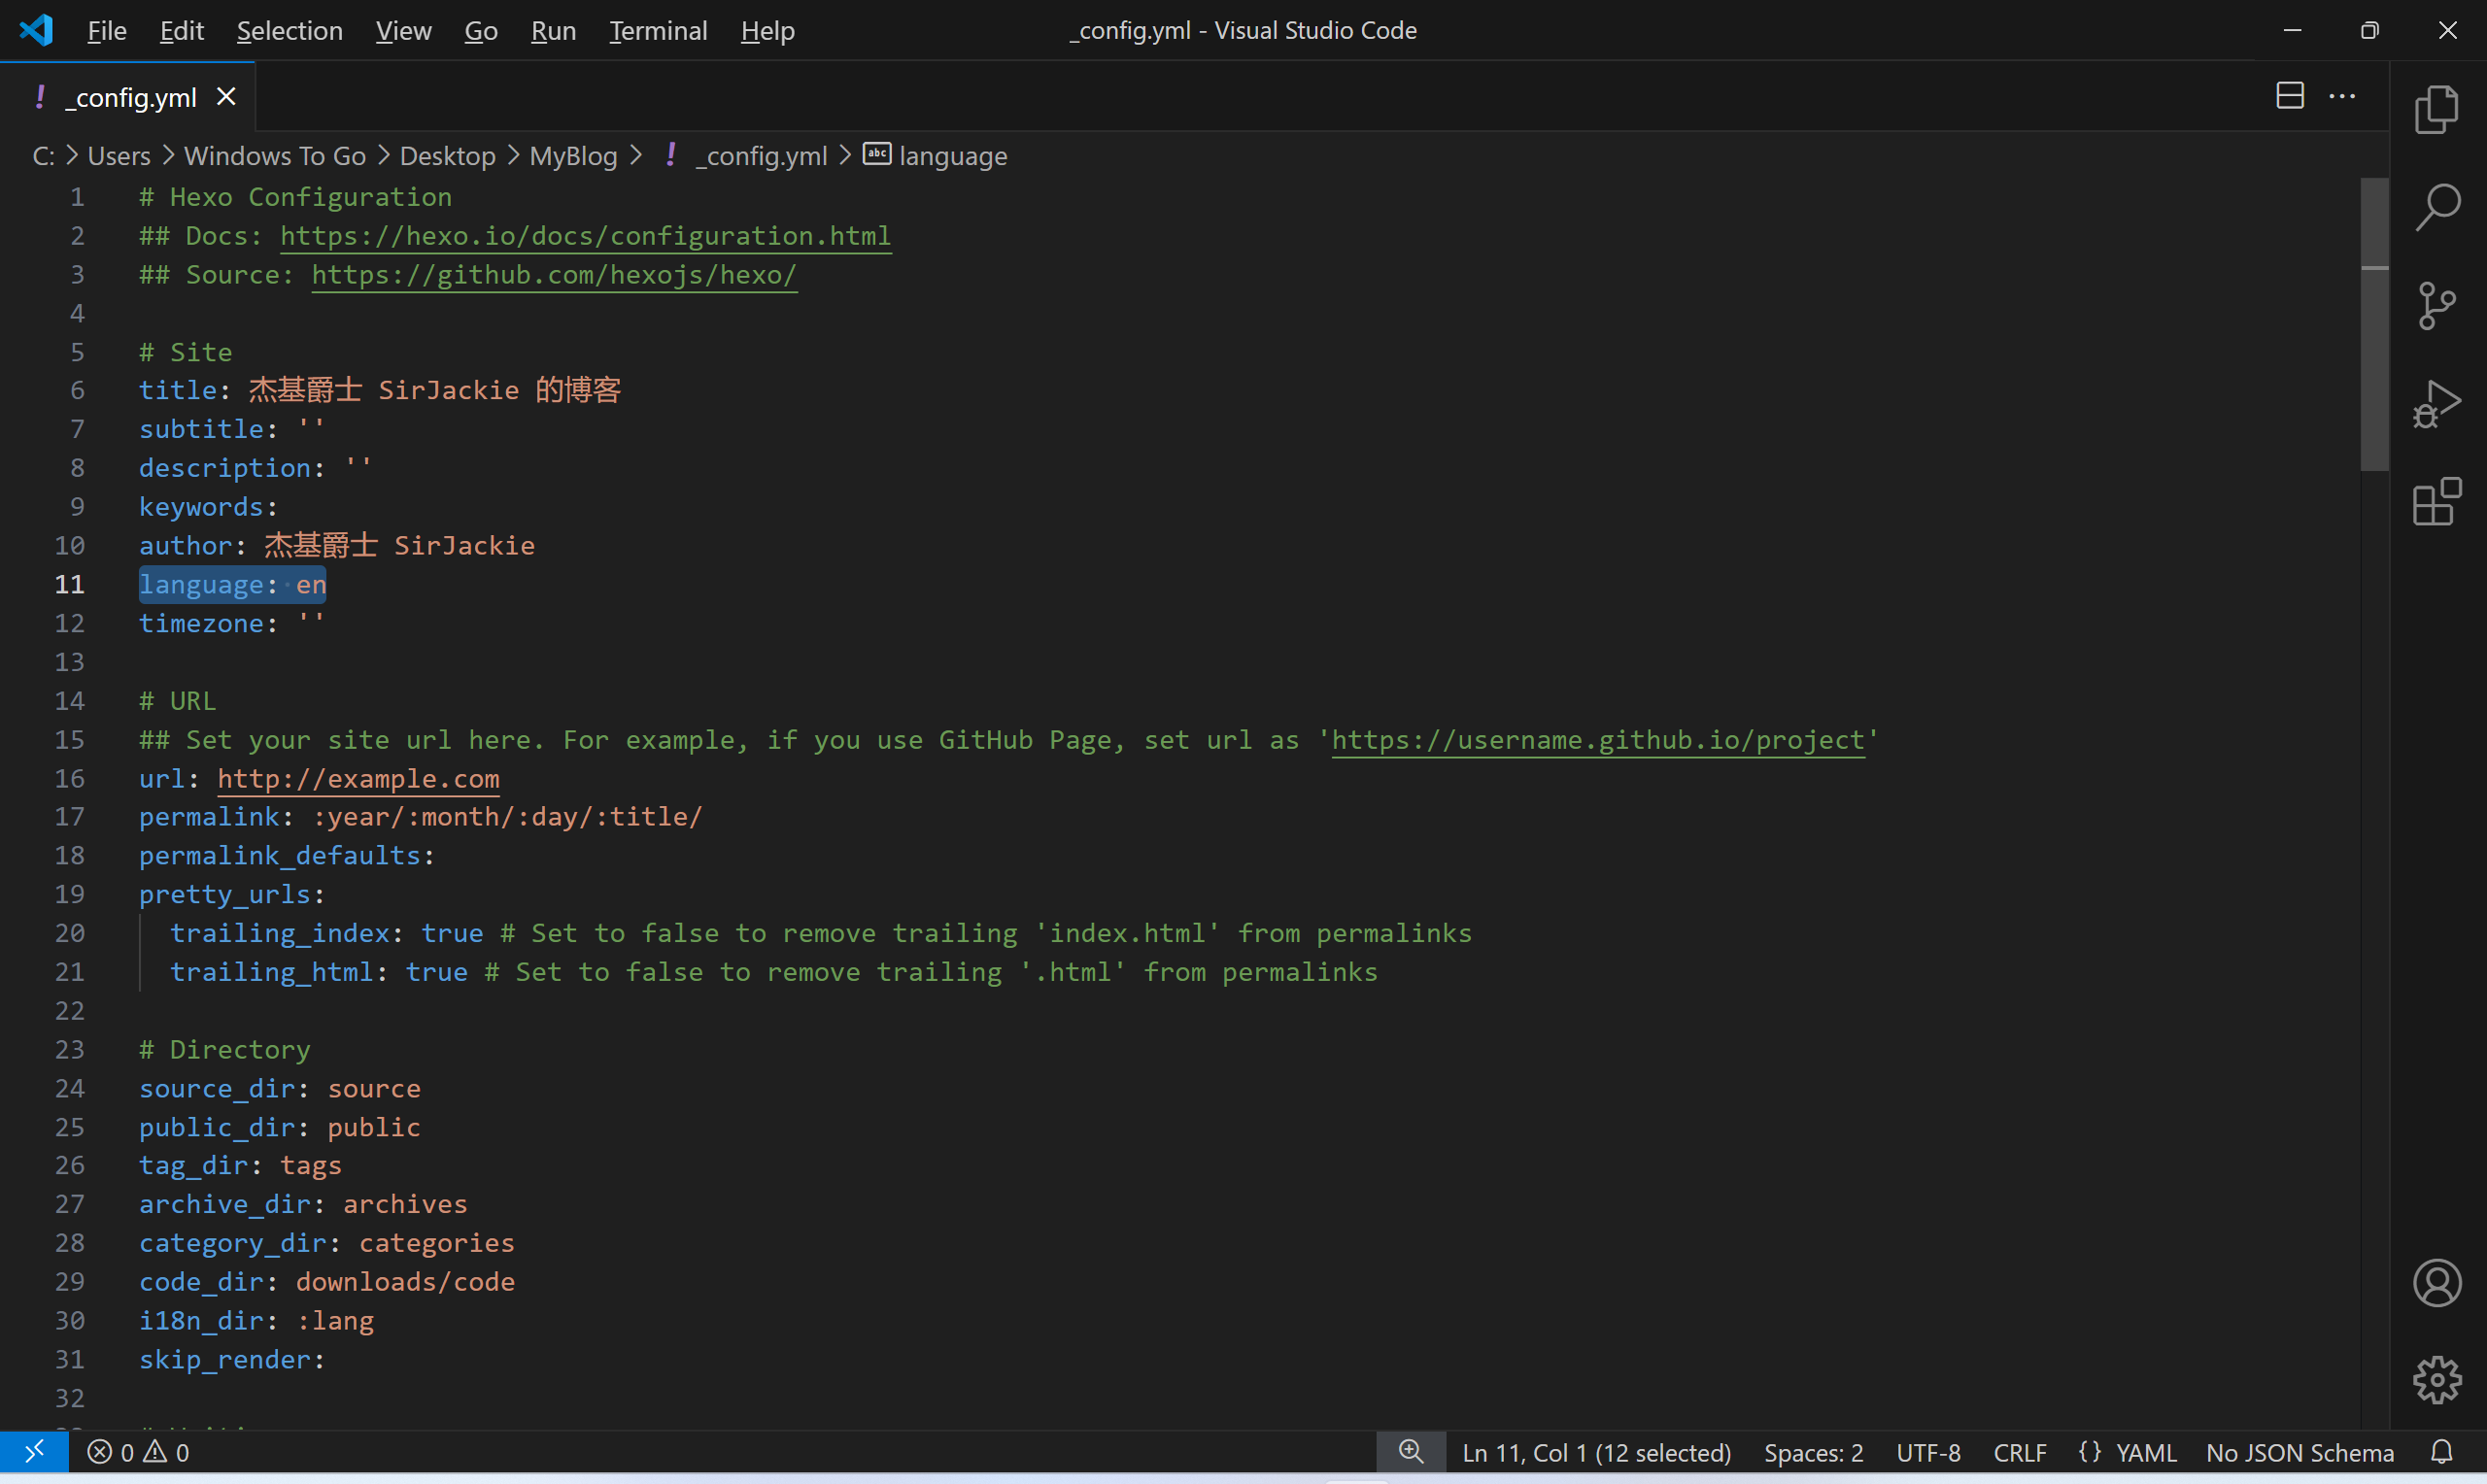 File Edit Selection View Go Run Terminal Help
_config.yml - Visual Studio Code
! _config.yml
C: > Users > Windows To Go > Desktop > MyBlog > ! _config.yml > abc language
1 # Hexo Configuration
2 ## Docs: https://hexo.io/docs/configuration.html
3 ## Source: https://github.com/hexojs/hexo/
4
5 # Site
6 title: 杰基爵士 SirJackie 的博客
7 subtitle: ''
8 description: ''
9 keywords:
10 author: 杰基爵士 SirJackie
11 language: en
12 timezone: ''
13
14 # URL
15 ## Set your site url here. For example, if you use GitHub Page, set url as 'https://username.github.io/project'
16 url: http://example.com
17 permalink: :year/:month/:day/:title/
18 permalink_defaults:
19 pretty_urls:
20 trailing_index: true # Set to false to remove trailing 'index.html' from permalinks
21 trailing_html: true # Set to false to remove trailing '.html' from permalinks
22
23 # Directory
24 source_dir: source
25 public_dir: public
26 tag_dir: tags
27 archive_dir: archives
28 category_dir: categories
29 code_dir: downloads/code
30 i18n_dir: :lang
31 skip_render:
32
0 0
Ln 11, Col 1 (12 selected) Spaces: 2 UTF-8 CRLF {} YAML No JSON Schema